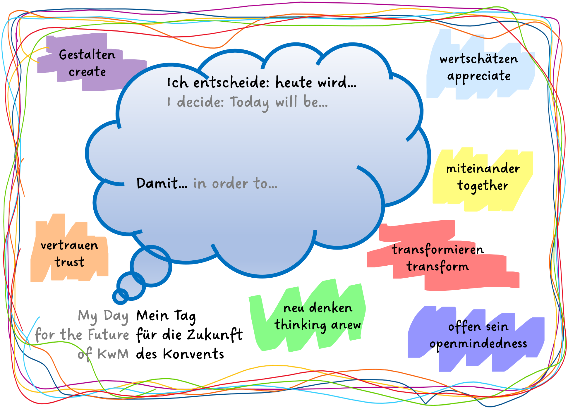 Gestalten
create
wertschätzen
appreciate
Ich entscheide: heute wird...
I decide: Today will be...
miteinander
together
Damit... in order to...
vertrauen
trust
transformieren
transform
My Day Mein Tag
for the Future für die Zukunft
of KwM des Konvents
neu denken
thinking anew
offen sein
openmindedness